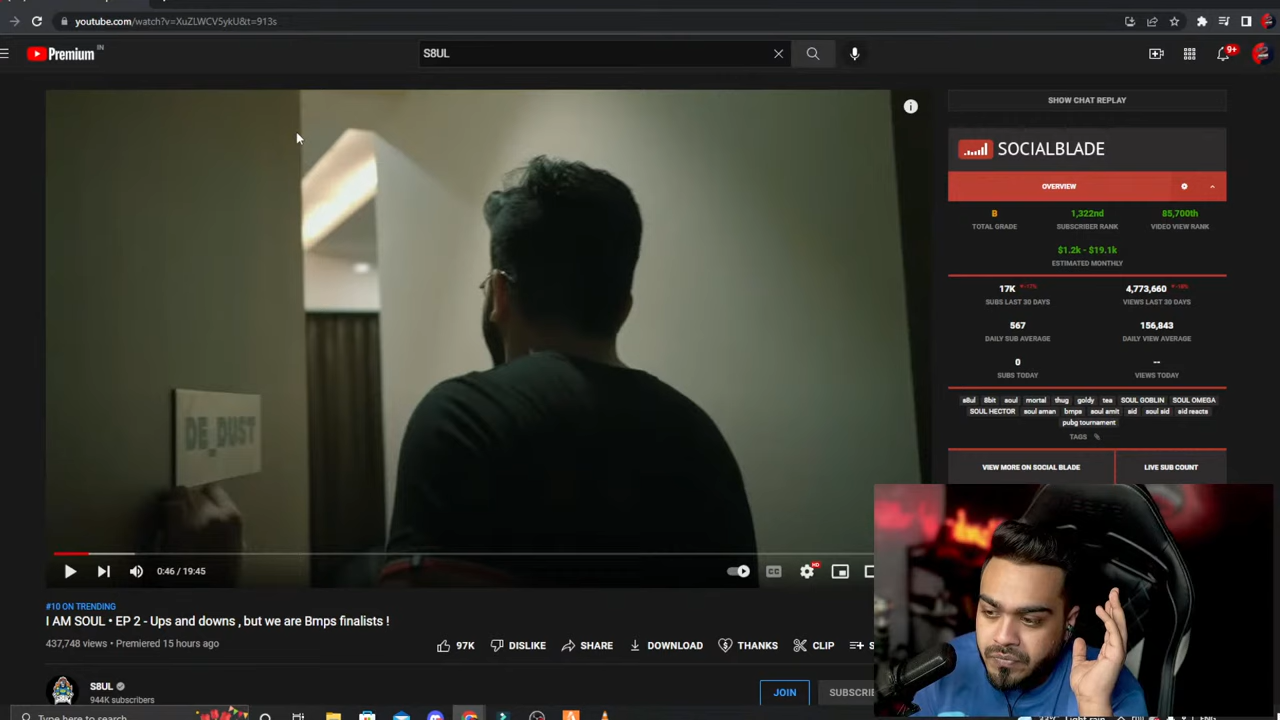 youtube.com/watch?v=XuZLWCV5ykU&t=913s
Premium IN
S8UL
9+
SHOW CHAT REPLAY
SOCIALBLADE
OVERVIEW
B 1,322nd 85,700th
TOTAL GRADE SUBSCRIBER RANK VIDEO VIEW RANK
$1.2k - $19.1k
ESTIMATED MONTHLY
17K 4,773,660
SUBS LAST 30 DAYS VIEWS LAST 30 DAYS
567 156,843
DAILY SUB AVERAGE DAILY VIEW AVERAGE
0 --
SUBS TODAY VIEWS TODAY
s8ul 8bit soul mortal thug goldy tea SOUL GOBLIN SOUL OMEGA
SOUL HECTOR soul aman bmps soul amit sid soul sid sid reacts
pubg tournament
TAGS
VIEW MORE ON SOCIAL BLADE LIVE SUB COUNT
DE_DUST
0:46 / 19:45
CC
HD
#10 ON TRENDING
I AM SOUL • EP 2 - Ups and downs , but we are Bmps finalists !
437,748 views • Premiered 15 hours ago
97K DISLIKE SHARE DOWNLOAD THANKS CLIP S
S8UL
944K subscribers
JOIN SUBSCRIBE
Type here to search
Light rain